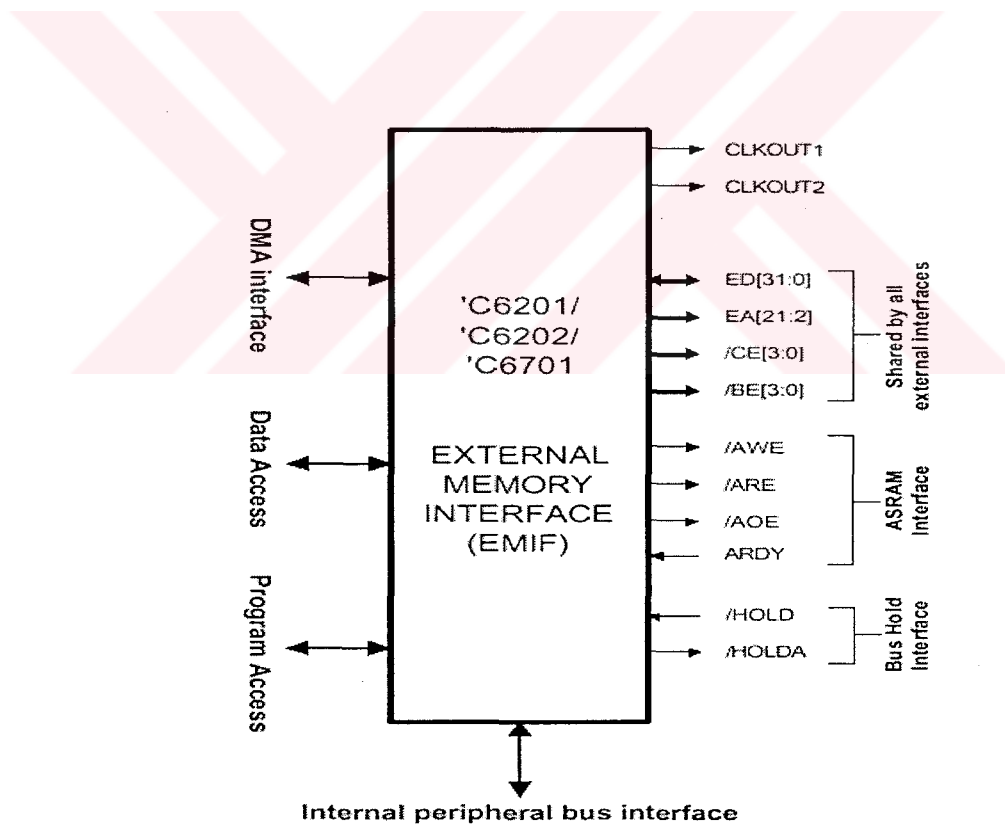 CLKOUT1
CLKOUT2
DMA interface
Data Access
Program Access
'C6201/
'C6202/
'C6701
EXTERNAL
MEMORY
INTERFACE
(EMIF)
ED[31:0]
EA[21:2]
/CE[3:0]
/BE[3:0]
Shared by all
external interfaces
/AWE
/ARE
/AOE
ARDY
ASRAM
Interface
/HOLD
/HOLDA
Bus Hold
Interface
Internal peripheral bus interface